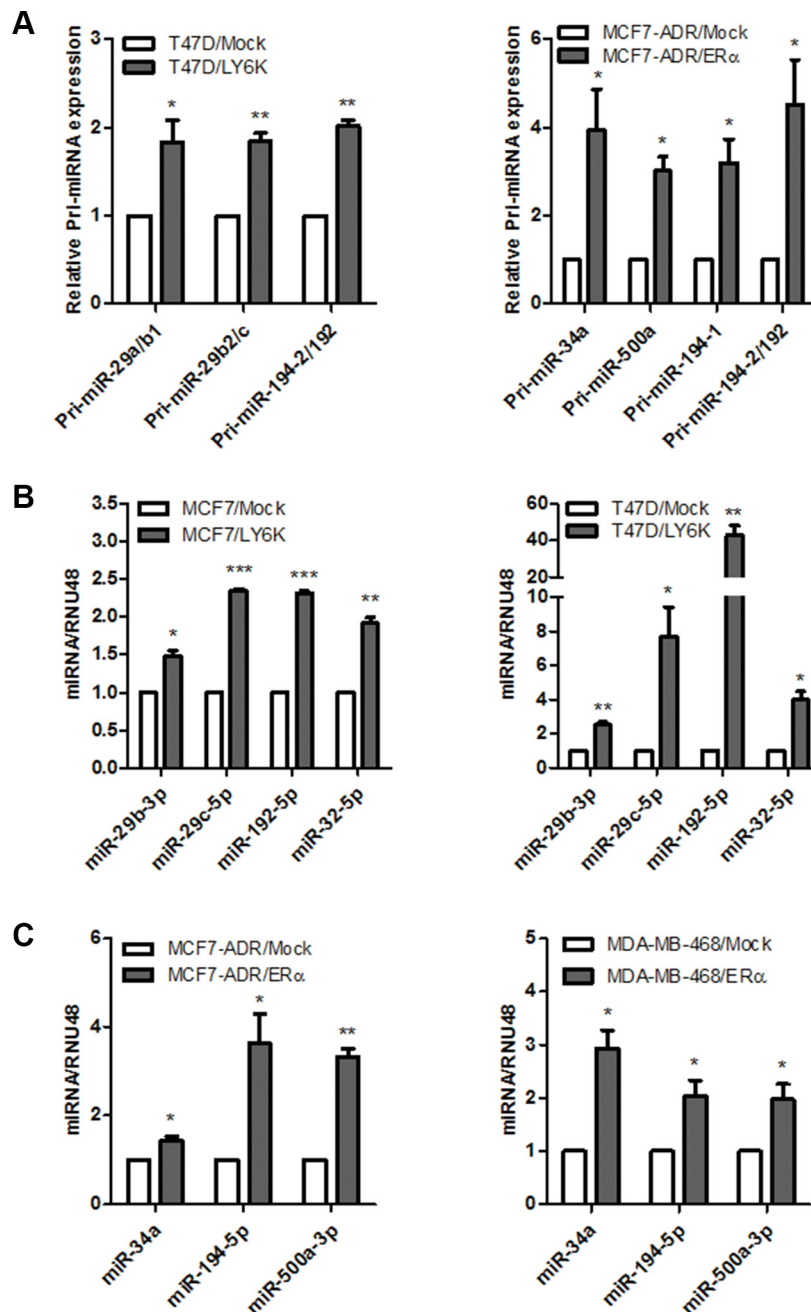 A
Relative Pri-miRNA expression
3
2
1
0
T47D/Mock
T47D/LY6K
*
**
**
Pri-miR-29a/b1
Pri-miR-29b2/c
Pri-miR-194-2/192
Relative Pri-miRNA expression
6
4
2
0
MCF7-ADR/Mock
MCF7-ADR/ERα
*
*
*
*
Pri-miR-34a
Pri-miR-500a
Pri-miR-194-1
Pri-miR-194-2/192
B
miRNA/RNU48
3.5
3.0
2.5
2.0
1.5
1.0
0.5
0.0
MCF7/Mock
MCF7/LY6K
*
***
***
**
miR-29b-3p
miR-29c-5p
miR-192-5p
miR-32-5p
miRNA/RNU48
60
40
20
10
8
6
4
2
0
T47D/Mock
T47D/LY6K
**
*
**
*
miR-29b-3p
miR-29c-5p
miR-192-5p
miR-32-5p
C
miRNA/RNU48
6
4
2
0
MCF7-ADR/Mock
MCF7-ADR/ERα
*
*
**
miR-34a
miR-194-5p
miR-500a-3p
miRNA/RNU48
5
4
3
2
1
0
MDA-MB-468/Mock
MDA-MB-468/ERα
*
*
*
miR-34a
miR-194-5p
miR-500a-3p